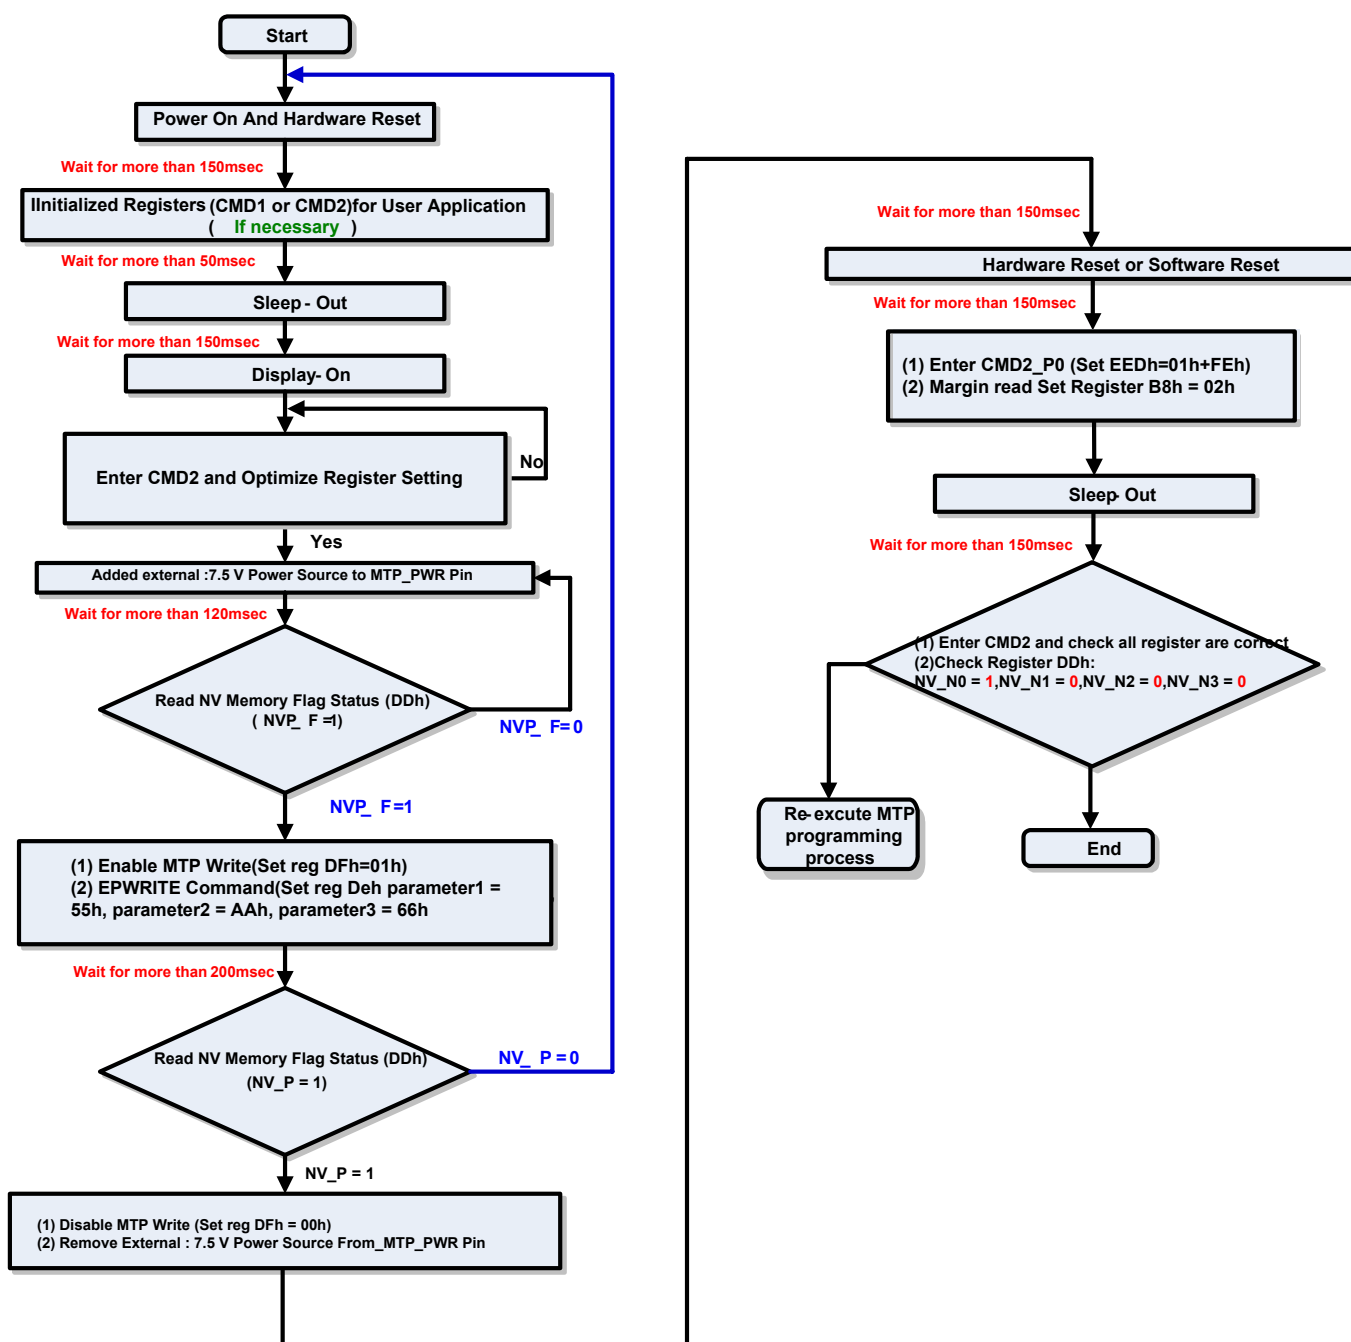 Start
Power On And Hardware Reset
Wait for more than 150msec
IInitialized Registers (CMD1 or CMD2)for User Application
( If necessary )
Wait for more than 50msec
Sleep - Out
Wait for more than 150msec
Display- On
Enter CMD2 and Optimize Register Setting
No
Yes
Added external :7.5 V Power Source to MTP_PWR Pin
Wait for more than 120msec
Read NV Memory Flag Status (DDh)
( NVP_ F =1)
NVP_ F= 0
NVP_ F =1
(1) Enable MTP Write(Set reg DFh=01h)
(2) EPWRITE Command(Set reg Deh parameter1 =
55h, parameter2 = AAh, parameter3 = 66h
Wait for more than 200msec
Read NV Memory Flag Status (DDh)
(NV_P = 1)
NV_ P = 0
NV_P = 1
(1) Disable MTP Write (Set reg DFh = 00h)
(2) Remove External : 7.5 V Power Source From_MTP_PWR Pin
Wait for more than 150msec
Hardware Reset or Software Reset
Wait for more than 150msec
(1) Enter CMD2_P0 (Set EEDh=01h+FEh)
(2) Margin read Set Register B8h = 02h
Sleep- Out
Wait for more than 150msec
(1) Enter CMD2 and check all register are correct
(2)Check Register DDh:
NV_N0 = 1,NV_N1 = 0,NV_N2 = 0,NV_N3 = 0
Re-excute MTP
programming
process
End